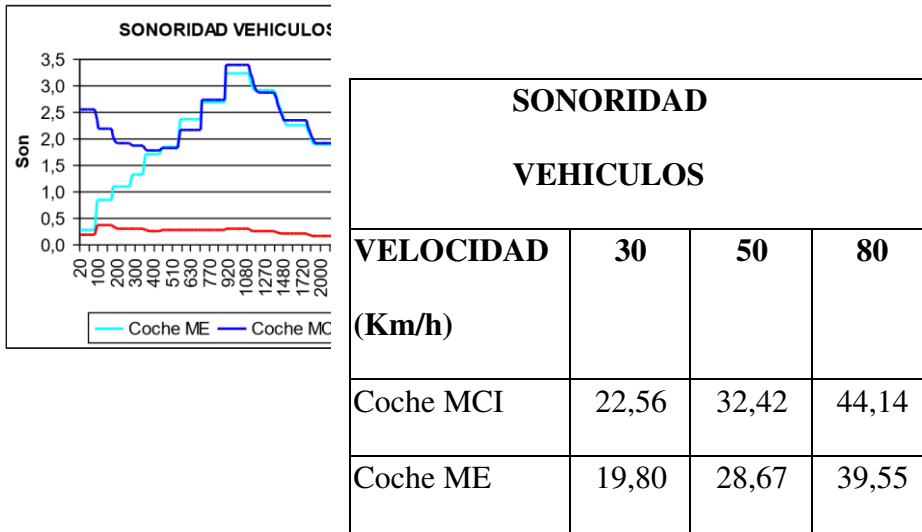 SONORIDAD VEHICULOS
3,5
3,0
2,5
2,0
1,5
1,0
0,5
0,0
Son
20
100
200
300
400
510
630
770
920
1080
1270
1480
1720
2000
Coche ME Coche MC
SONORIDAD
VEHICULOS
VELOCIDAD 30 50 80
(Km/h)
Coche MCI 22,56 32,42 44,14
Coche ME 19,80 28,67 39,55